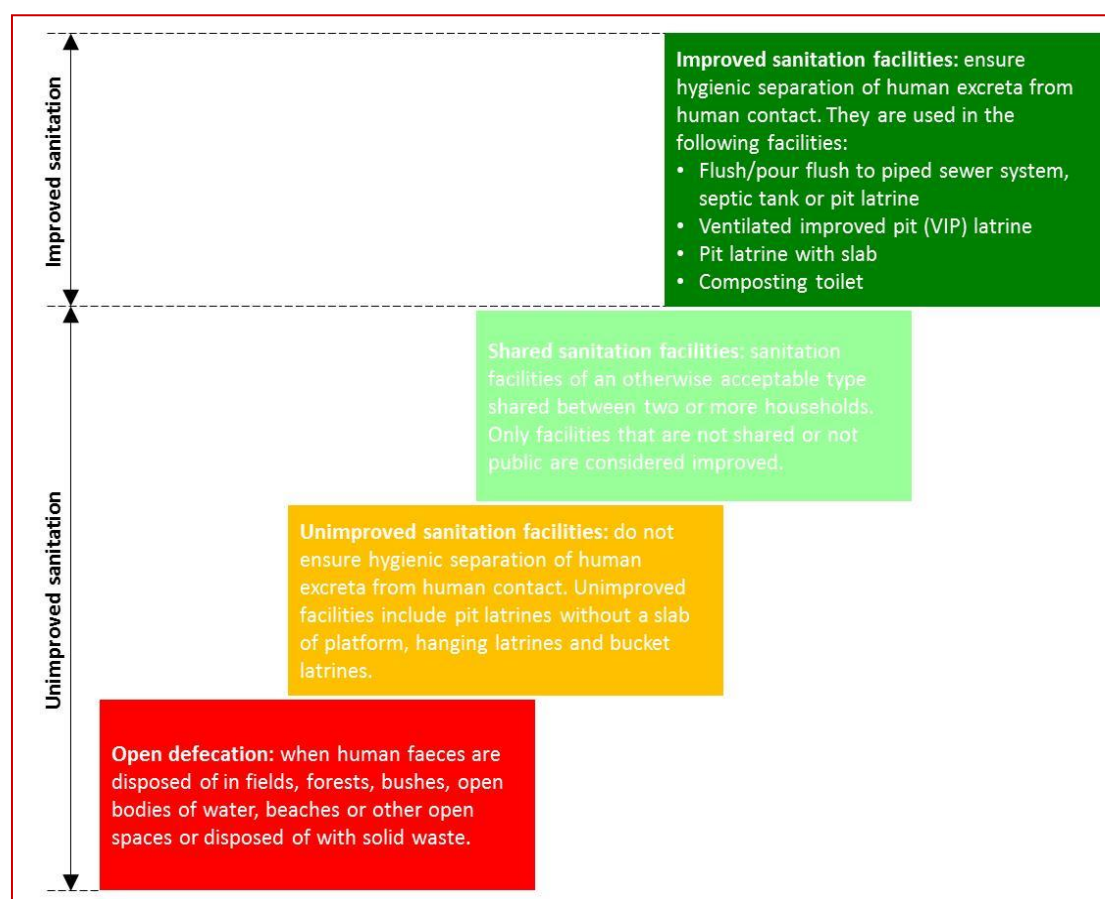 Improved sanitation
Improved sanitation facilities: ensure
hygienic separation of human excreta from
human contact. They are used in the
following facilities:
• Flush/pour flush to piped sewer system,
septic tank or pit latrine
• Ventilated improved pit (VIP) latrine
• Pit latrine with slab
• Composting toilet
Unimproved sanitation
Shared sanitation facilities: sanitation
facilities of an otherwise acceptable type
shared between two or more households.
Only facilities that are not shared or not
public are considered improved.
Unimproved sanitation facilities: do not
ensure hygienic separation of human
excreta from human contact. Unimproved
facilities include pit latrines without a slab
of platform, hanging latrines and bucket
latrines.
Open defecation: when human faeces are
disposed of in fields, forests, bushes, open
bodies of water, beaches or other open
spaces or disposed of with solid waste.